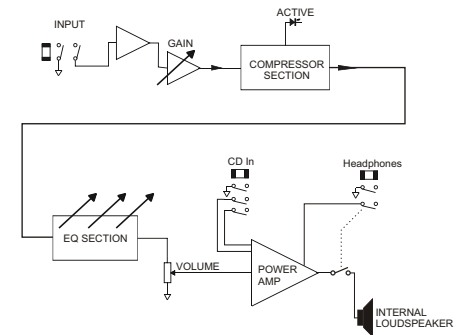 INPUT
ACTIVE
GAIN
COMPRESSOR
SECTION
CD In
Headphones
EQ SECTION
VOLUME
POWER
AMP
INTERNAL
LOUDSPEAKER